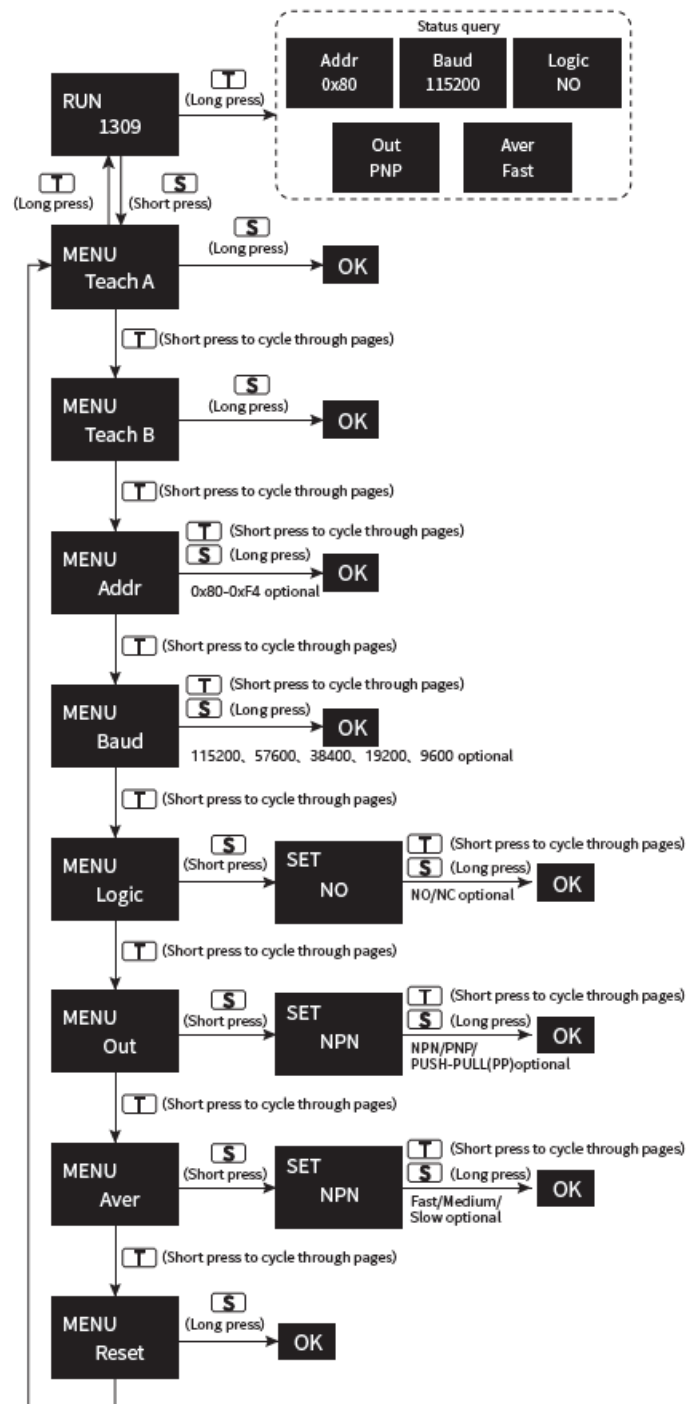 Status query
Addr
0x80
Baud
115200
Logic
NO
Out
PNP
Aver
Fast
RUN
1309
T
(Long press)
T
(Long press)
S
(Short press)
MENU
Teach A
S
(Long press)
OK
T (Short press to cycle through pages)
MENU
Teach B
S
(Long press)
OK
T (Short press to cycle through pages)
MENU
Addr
T (Short press to cycle through pages)
S (Long press)
0x80-0xF4 optional
OK
T (Short press to cycle through pages)
MENU
Baud
T (Short press to cycle through pages)
S (Long press)
OK
115200、57600、38400、19200、9600 optional
T (Short press to cycle through pages)
MENU
Logic
S
(Short press)
SET
NO
T (Short press to cycle through pages)
S (Long press)
NO/NC optional
OK
T (Short press to cycle through pages)
MENU
Out
S
(Short press)
SET
NPN
T (Short press to cycle through pages)
S (Long press)
NPN/PNP/
PUSH-PULL(PP)optional
OK
T (Short press to cycle through pages)
MENU
Aver
S
(Short press)
SET
NPN
T (Short press to cycle through pages)
S (Long press)
Fast/Medium/
Slow optional
OK
T (Short press to cycle through pages)
MENU
Reset
S
(Long press)
OK